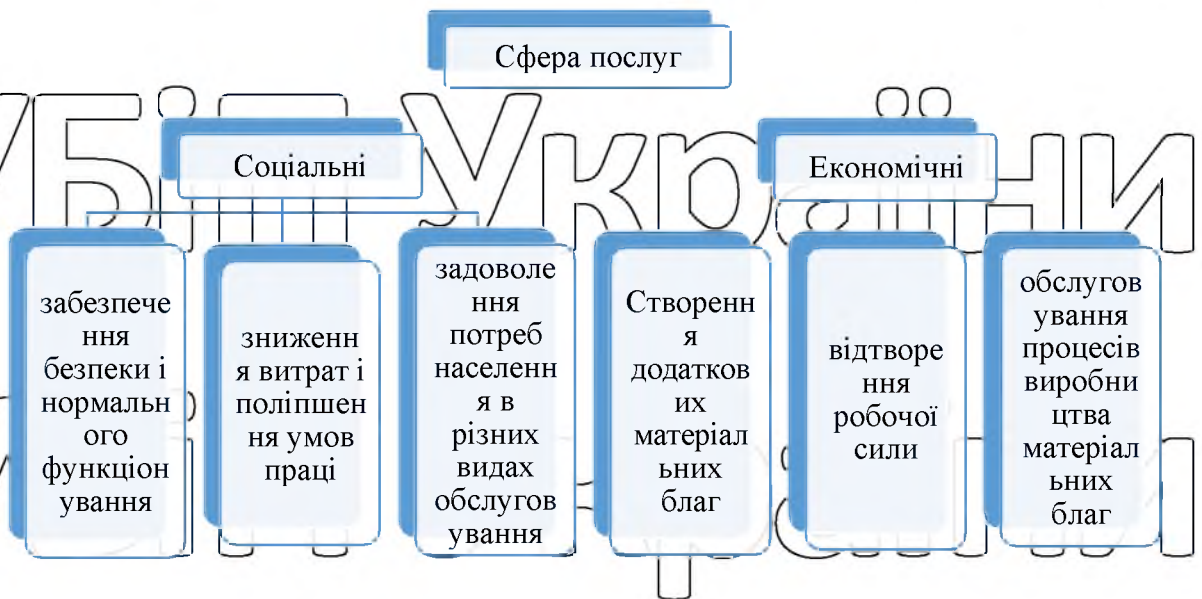 Сфера послуг
УБіП України
Соціальні
Економічні
забезпече
ння
безпеки і
нормальн
ого
функціон
ування
зниженн
я витрат і
поліпшен
ня умов
праці
задоволе
ння
потреб
населенн
я в
різних
видах
обслугов
ування
Створенн
я
додатков
их
матеріал
ьних
благ
відтворе
ння
робочої
сили
обслугов
ування
процесів
виробни
цтва
матеріал
ьних
благ